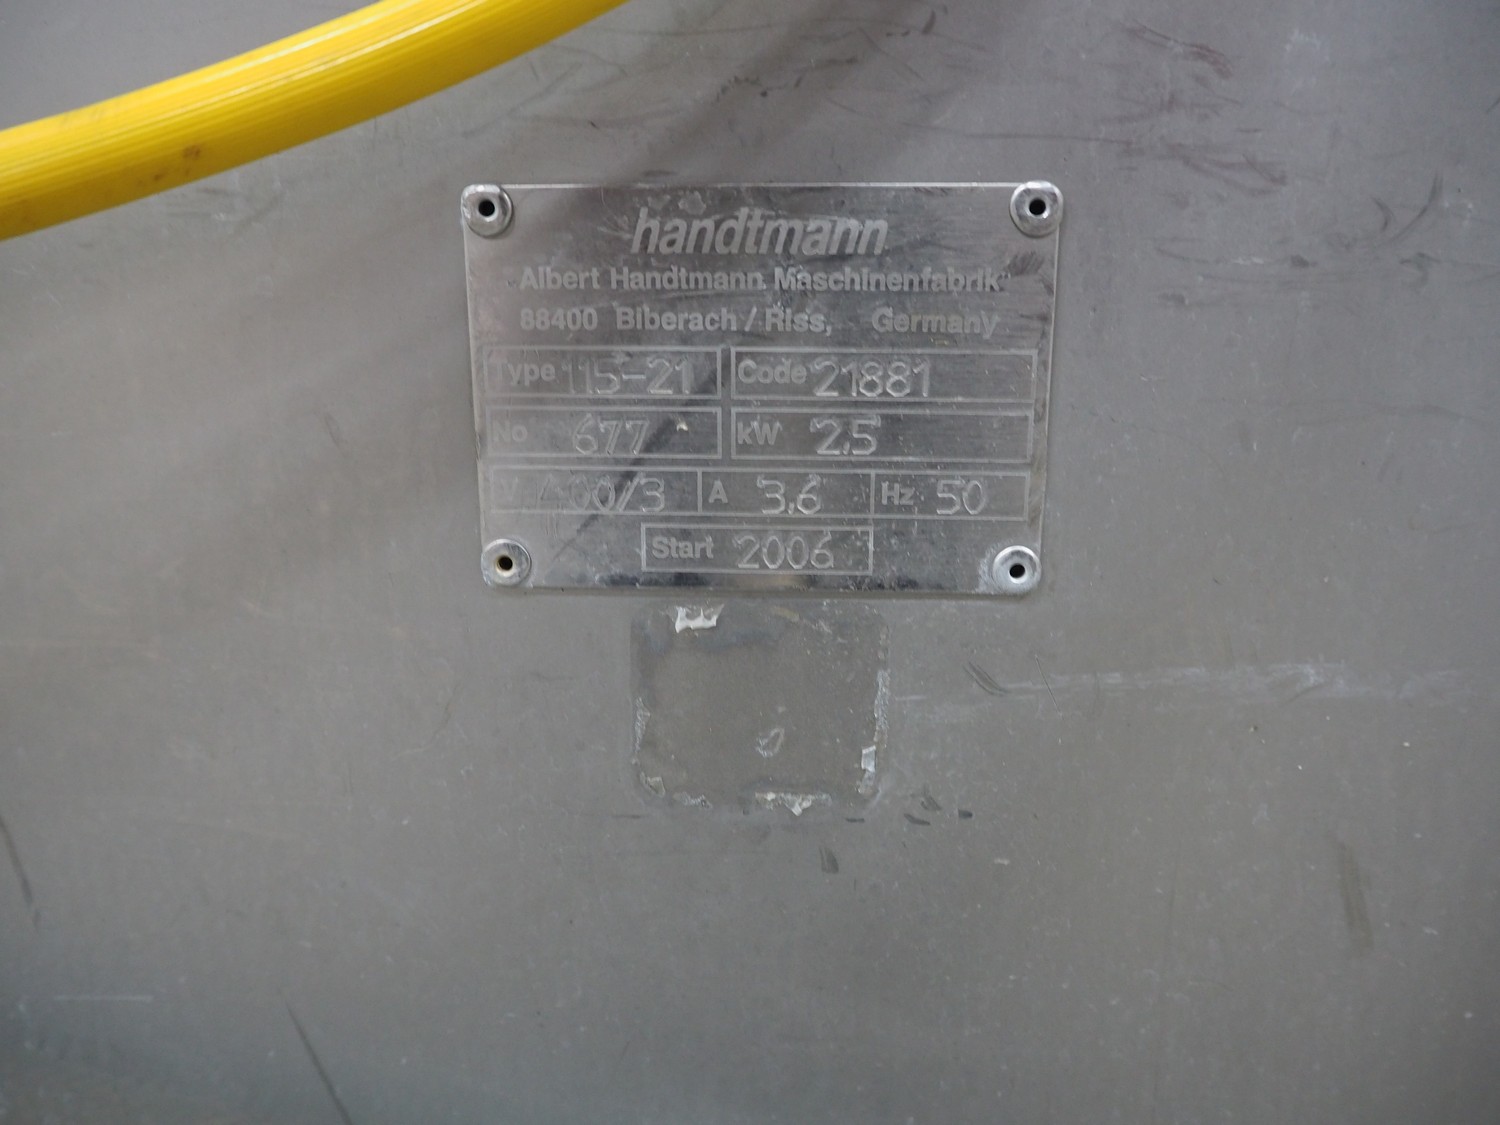 handtmann
Albert Handtmann Maschinenfabrik
88400 Biberach / Riss, Germany
Type 115-21 Code 21881
No 677 kW 2,5
V 400/3 A 3,6 Hz 50
Start 2006